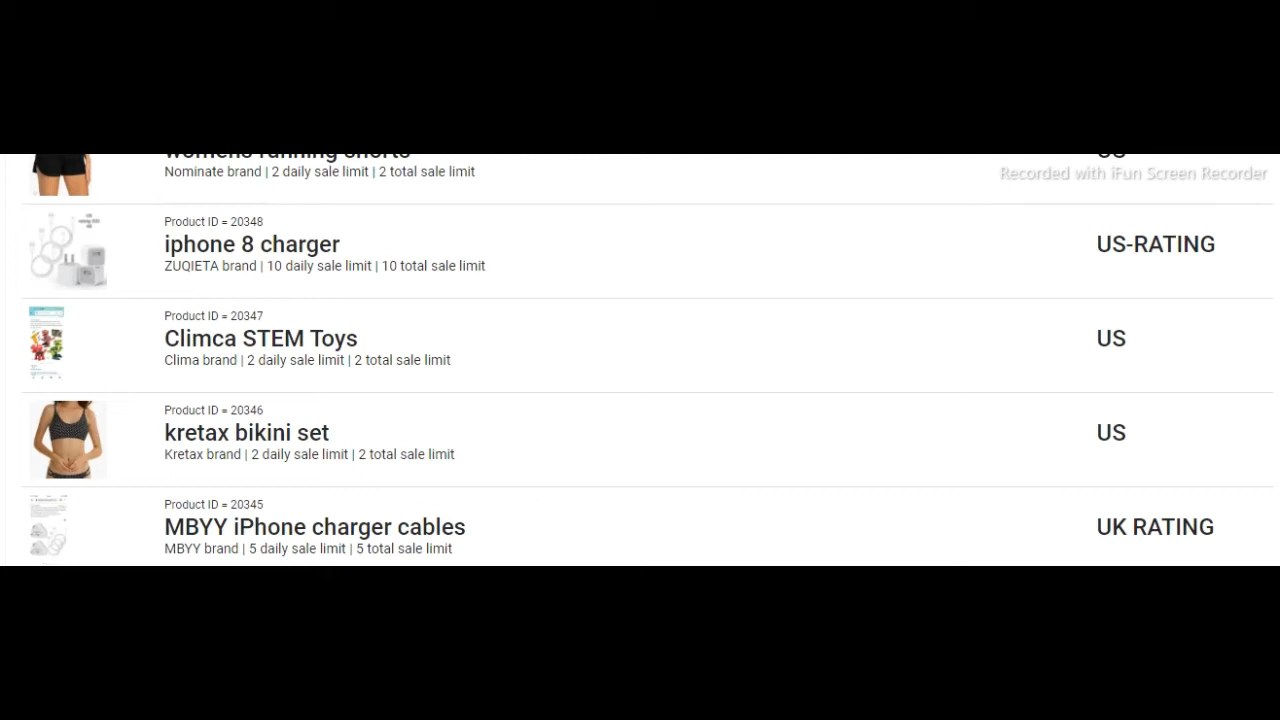 womens running shorts
US
Nominate brand | 2 daily sale limit | 2 total sale limit
Recorded with iFun Screen Recorder
Product ID = 20348
iphone 8 charger
US-RATING
ZUQIETA brand | 10 daily sale limit | 10 total sale limit
Product ID = 20347
Climca STEM Toys
US
Clima brand | 2 daily sale limit | 2 total sale limit
Product ID = 20346
kretax bikini set
US
Kretax brand | 2 daily sale limit | 2 total sale limit
Product ID = 20345
MBYY iPhone charger cables
UK RATING
MBYY brand | 5 daily sale limit | 5 total sale limit